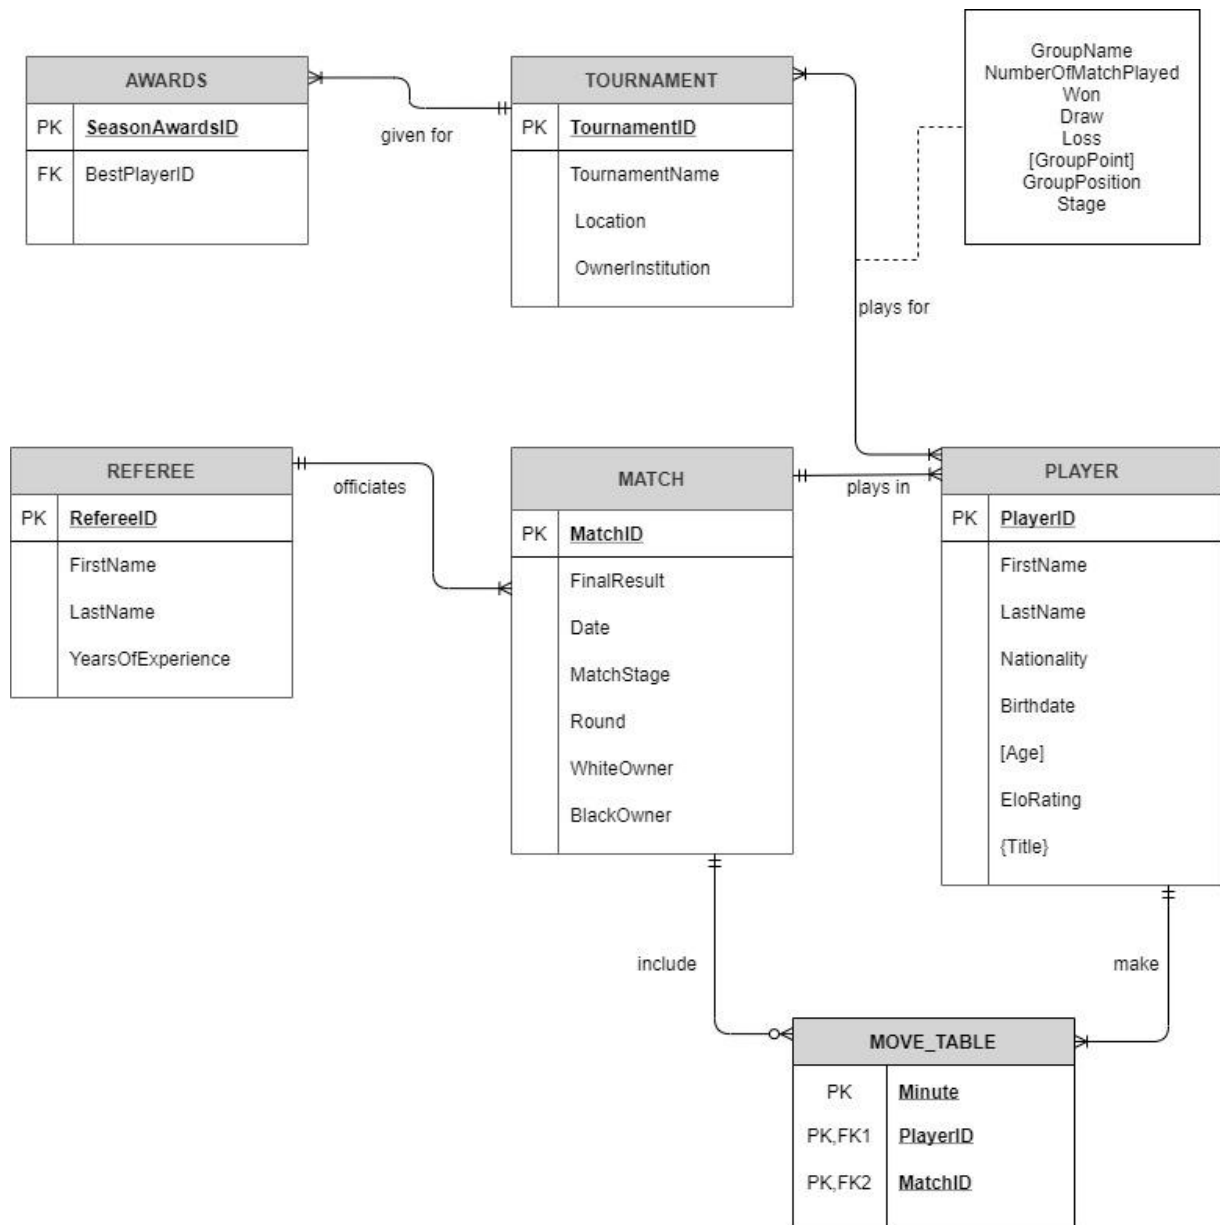 AWARDS
PK SeasonAwardsID
FK BestPlayerID
given for
TOURNAMENT
PK TournamentID
TournamentName
Location
OwnerInstitution
GroupName
NumberOfMatchPlayed
Won
Draw
Loss
[GroupPoint]
GroupPosition
Stage
plays for
REFEREE
PK RefereeID
FirstName
LastName
YearsOfExperience
officiates
MATCH
PK MatchID
FinalResult
Date
MatchStage
Round
WhiteOwner
BlackOwner
plays in
PLAYER
PK PlayerID
FirstName
LastName
Nationality
Birthdate
[Age]
EloRating
{Title}
include
make
MOVE_TABLE
PK Minute
PK,FK1 PlayerID
PK,FK2 MatchID